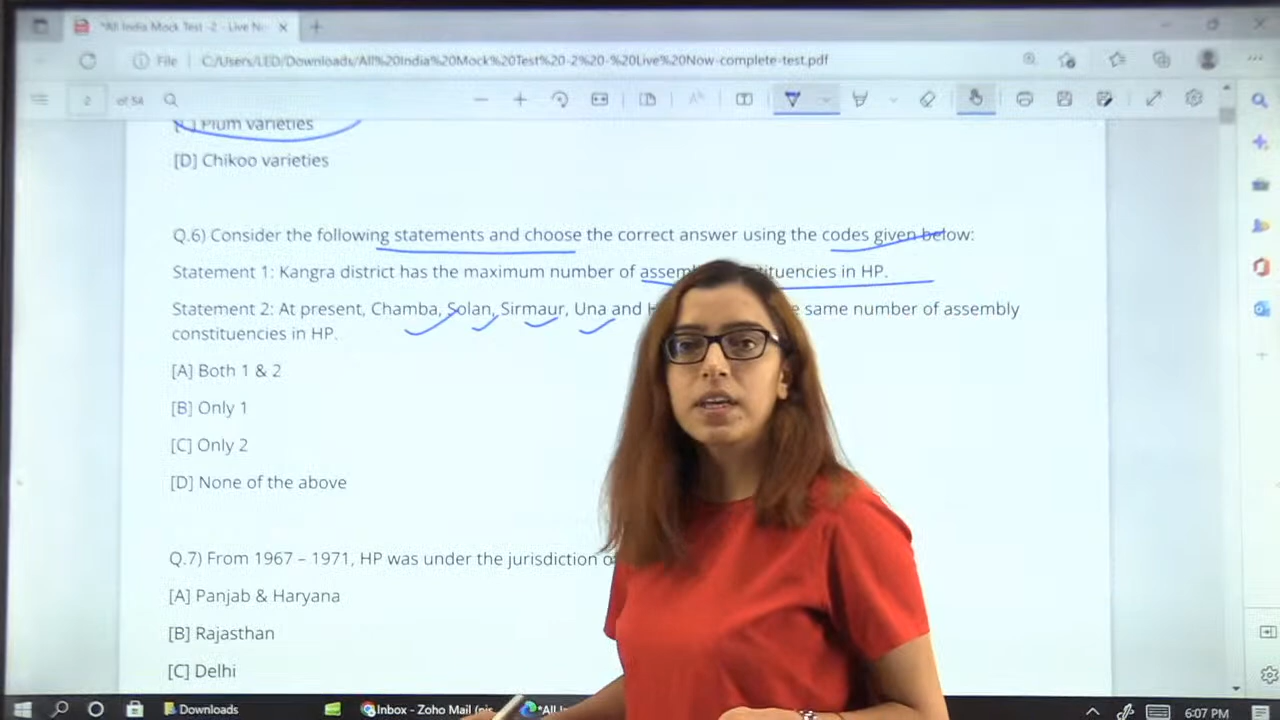 *All India Mock Test -2 - Live N
File C:/Users/LED/Downloads/All%20India%20Mock%20Test%20-2%20-%20Live%20Now-complete-test.pdf
2 of 54
Plum varieties
[D] Chikoo varieties
Q.6) Consider the following statements and choose the correct answer using the codes given below:
Statement 1: Kangra district has the maximum number of assem tituencies in HP.
Statement 2: At present, Chamba, Solan, Sirmaur, Una and H same number of assembly
constituencies in HP.
[A] Both 1 & 2
[B] Only 1
[C] Only 2
[D] None of the above
Q.7) From 1967 – 1971, HP was under the jurisdiction o
[A] Panjab & Haryana
[B] Rajasthan
[C] Delhi
Downloads Inbox - Zoho Mail (nis *All I 6:07 PM